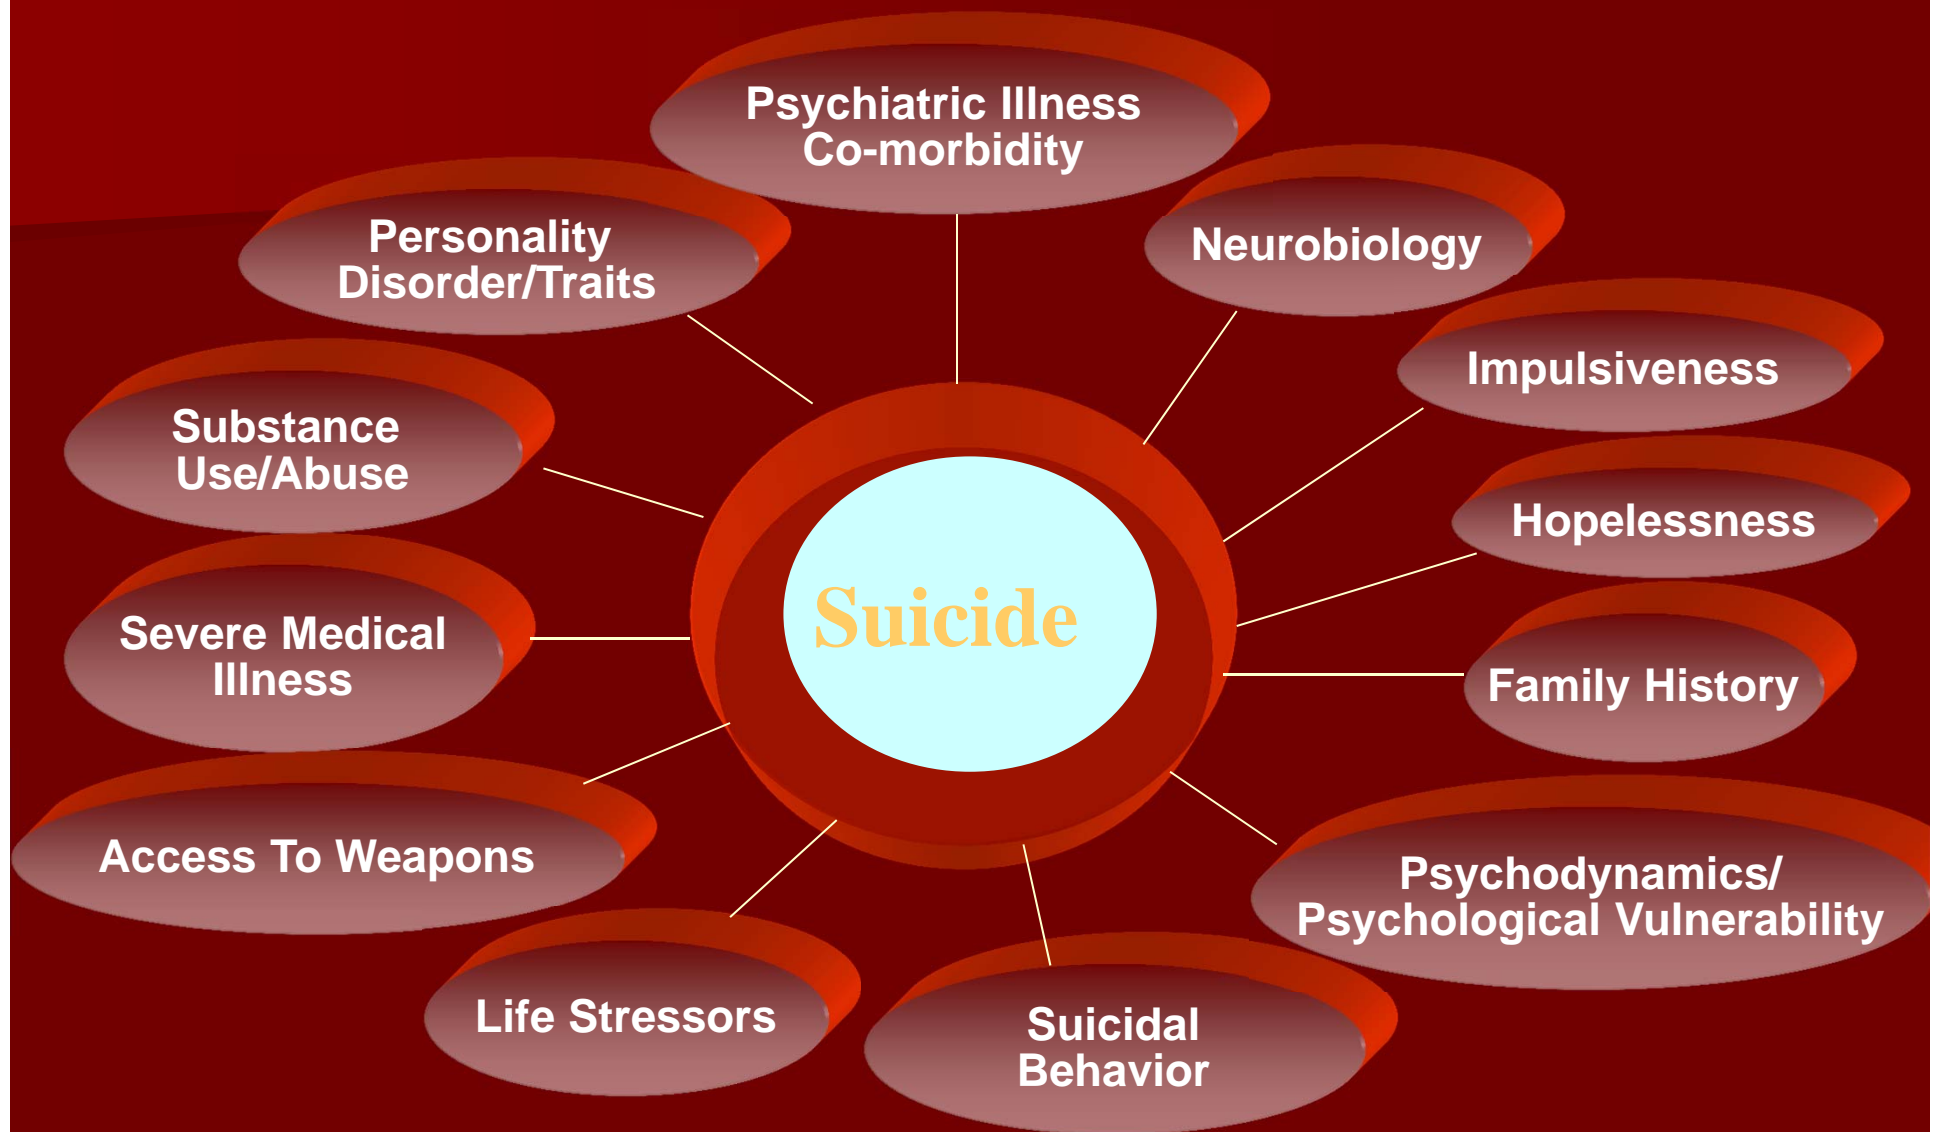 Psychiatric Illness
Co-morbidity
Neurobiology
Impulsiveness
Hopelessness
Family History
Psychodynamics/
Psychological Vulnerability
Suicidal
Behavior
Life Stressors
Access To Weapons
Severe Medical
Illness
Substance
Use/Abuse
Personality
Disorder/Traits
Suicide